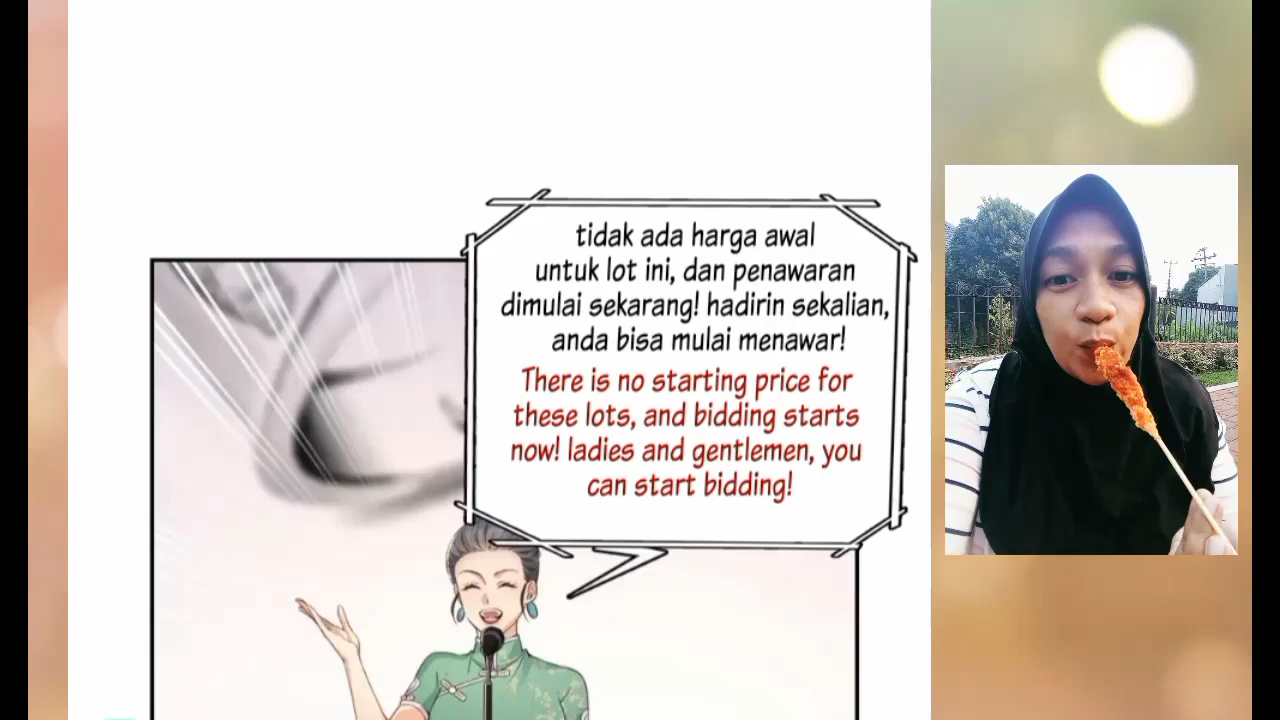 tidak ada harga awal
untuk lot ini, dan penawaran
dimulai sekarang! hadirin sekalian,
anda bisa mulai menawar!
There is no starting price for
these lots, and bidding starts
now! ladies and gentlemen, you
can start bidding!